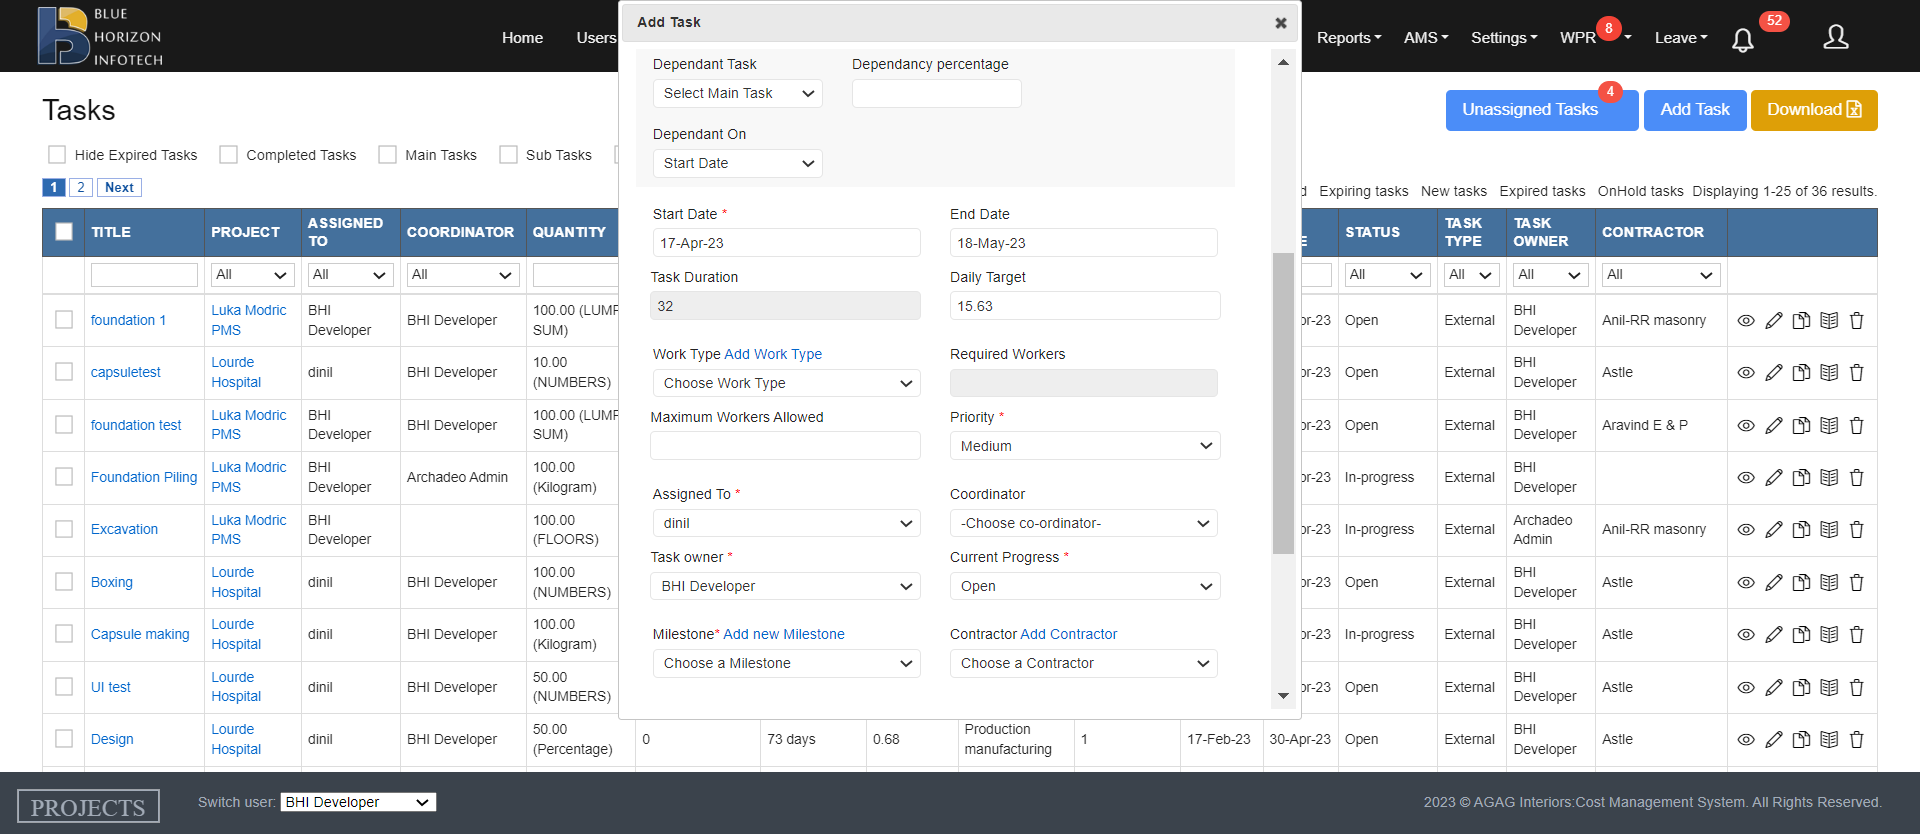 BLUE
HORIZON
INFOTECH
Home
Users
Reports
AMS
Settings
WPR
8
Leave
52
Add Task
Tasks
Unassigned Tasks
4
Add Task
Download
Hide Expired Tasks
Completed Tasks
Main Tasks
Sub Tasks
1 2 Next
Expiring tasks New tasks Expired tasks OnHold tasks Displaying 1-25 of 36 results.
Dependant Task
Dependancy percentage
Select Main Task
Dependant On
Start Date
Start Date *
End Date
17-Apr-23
18-May-23
Task Duration
Daily Target
32
15.63
Work Type Add Work Type
Required Workers
Choose Work Type
Maximum Workers Allowed
Priority *
Medium
Assigned To *
Coordinator
dinil
-Choose co-ordinator-
Task owner *
Current Progress *
BHI Developer
Open
Milestone* Add new Milestone
Contractor Add Contractor
Choose a Milestone
Choose a Contractor
TITLE PROJECT ASSIGNED TO COORDINATOR QUANTITY STATUS TASK TYPE TASK OWNER CONTRACTOR
All All All All All All All
foundation 1 Luka Modric PMS BHI Developer BHI Developer 100.00 (LUMP SUM) Open External BHI Developer Anil-RR masonry
capsuletest Lourde Hospital dinil BHI Developer 10.00 (NUMBERS) Open External BHI Developer Astle
foundation test Luka Modric PMS BHI Developer BHI Developer 100.00 (LUMP SUM) Open External BHI Developer Aravind E & P
Foundation Piling Luka Modric PMS BHI Developer Archadeo Admin 100.00 (Kilogram) In-progress External BHI Developer
Excavation Luka Modric PMS BHI Developer 100.00 (FLOORS) In-progress External Archadeo Admin Anil-RR masonry
Boxing Lourde Hospital dinil BHI Developer 100.00 (NUMBERS) Open External BHI Developer Astle
Capsule making Lourde Hospital dinil BHI Developer 100.00 (Kilogram) In-progress External BHI Developer Astle
UI test Lourde Hospital dinil BHI Developer 50.00 (NUMBERS) Open External BHI Developer Astle
Design Lourde Hospital dinil BHI Developer 50.00 (Percentage) 0 73 days 0.68 Production manufacturing 1 17-Feb-23 30-Apr-23 Open External BHI Developer Astle
PROJECTS
Switch user: BHI Developer
2023 © AGAG Interiors:Cost Management System. All Rights Reserved.